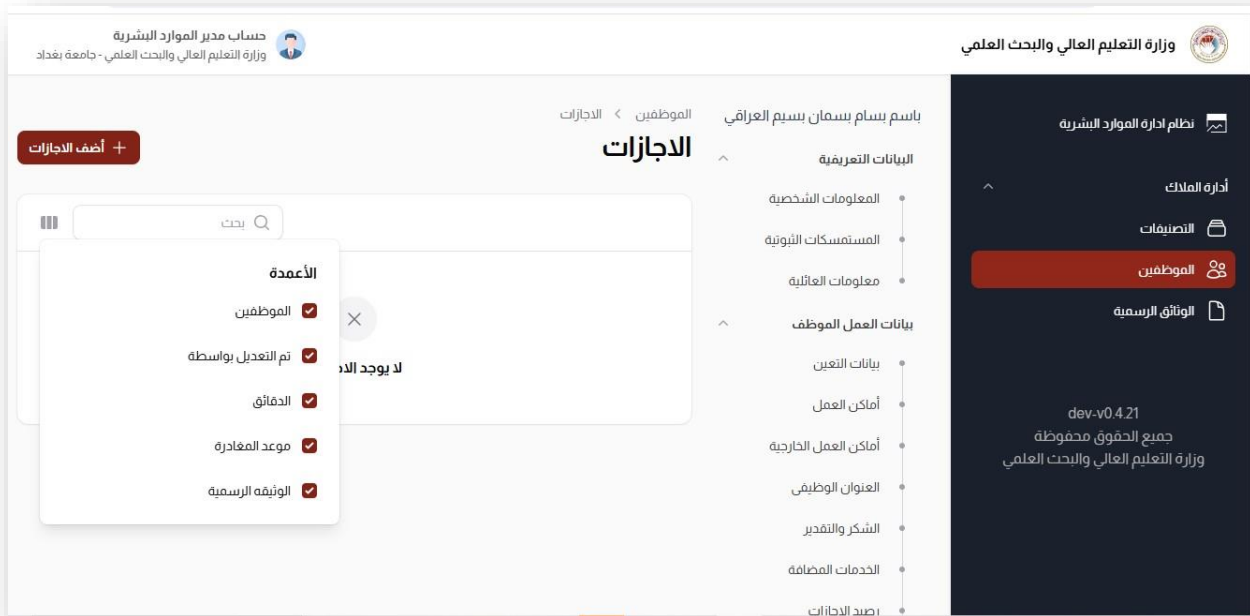 وزارة التعليم العالي والبحث العلمي
حساب مدير الموارد البشرية
وزارة التعليم العالي والبحث العلمي - جامعة بغداد
نظام ادارة الموارد البشرية
أدارة الملاك
التصنيفات
الموظفين
الوثائق الرسمية
dev-v0.4.21
جميع الحقوق محفوظة
وزارة التعليم العالي والبحث العلمي
باسم بسام بسمان بسيم العراقي
البيانات التعريفية
المعلومات الشخصية
المستمسكات الثبوتية
معلومات العائلية
بيانات العمل الموظف
بيانات التعين
أماكن العمل
أماكن العمل الخارجية
العنوان الوظيفي
الشكر والتقدير
الخدمات المضافة
رصيد الاجازات
الموظفين > الاجازات
الاجازات
+ أضف الاجازات
بحث
لا يوجد
الأعمدة
الموظفين
تم التعديل بواسطة
الدقائق
موعد المغادرة
الوثيقه الرسمية